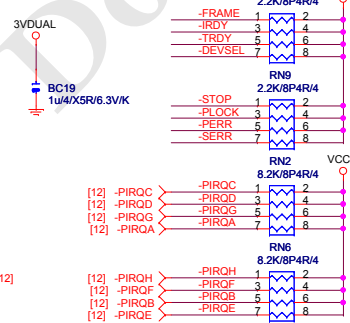 2.2K/8P4R/4
-FRAME 1 2
-IRDY 3 4
-TRDY 5 6
-DEVSEL 7 8
3VDUAL
BC19
1u/4/X5R/6.3V/K
RN9
2.2K/8P4R/4
-STOP 1 2
-PLOCK 3 4
-PERR 5 6
-SERR 7 8
RN2
8.2K/8P4R/4
VCC
[12] -PIRQC -PIRQC 1 2
[12] -PIRQD -PIRQD 3 4
[12] -PIRQG -PIRQG 5 6
[12] -PIRQA -PIRQA 7 8
RN6
8.2K/8P4R/4
12]
[12] -PIRQH -PIRQH 1 2
[12] -PIRQF -PIRQF 3 4
[12] -PIRQB -PIRQB 5 6
[12] -PIRQE -PIRQE 7 8